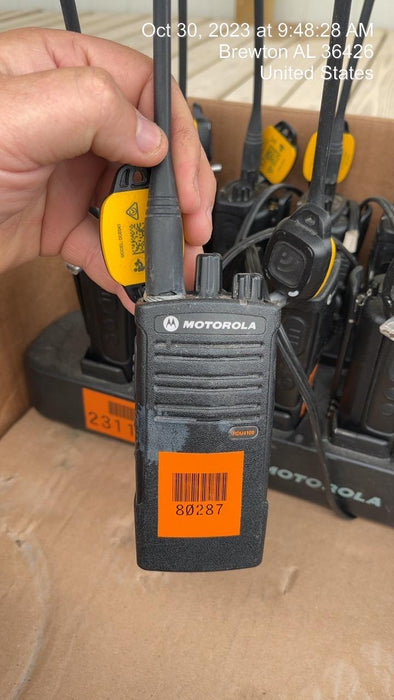 Oct 30, 2023 at 9:48:28 AM
Brewton AL 36426
United States
MOTOROLA
RDU4100
80287
2311
MOTOROLA